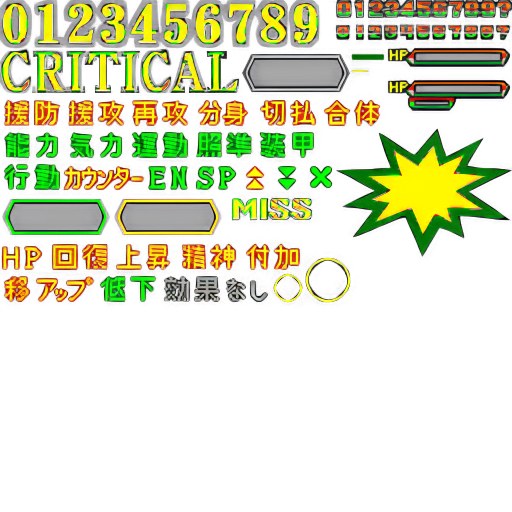 0123456789
0123456789?
0123456789?
CRITICAL
HP
HP
援防 援攻 再攻 分身 切払 合体
能力 気力 運動 照準 装甲
行動 カウンター EN SP
MISS
HP 回復 上昇 精神 付加
移 アップ 低下 効果なし